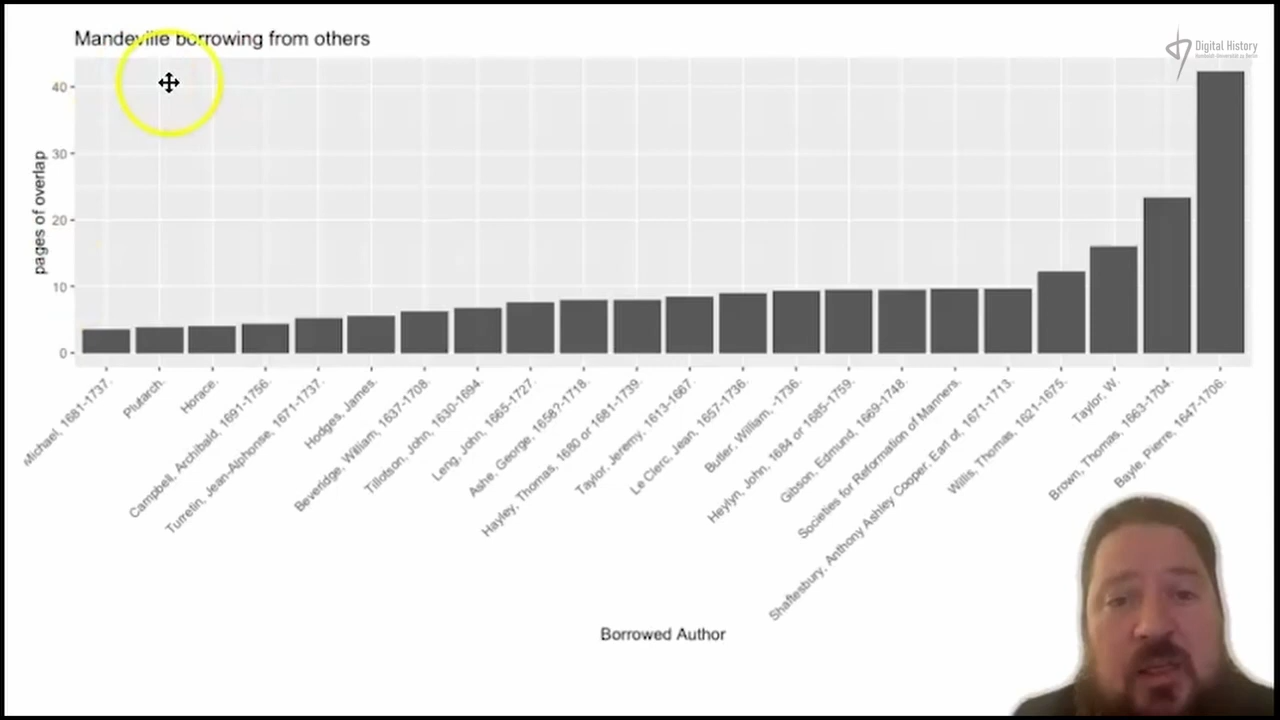 Mandeville borrowing from others
Digital History
40
30
20
10
0
pages of overlap
Michael, 1681-1737.
Plutarch.
Horace.
Campbell, Archibald, 1691-1756.
Turretin, Jean-Alphonse, 1671-1737.
Hodges, James.
Beveridge, William, 1637-1708.
Tillotson, John, 1630-1694.
Leng, John, 1665-1727.
Ashe, George, 1658?-1718.
Hayley, Thomas, 1680 or 1681-1739.
Taylor, Jeremy, 1613-1667.
Le Clerc, Jean, 1657-1736.
Butler, William, -1736.
Heylyn, John, 1684 or 1685-1759.
Gibson, Edmund, 1669-1748.
Societies for Reformation of Manners.
Shaftesbury, Anthony Ashley Cooper, Earl of, 1671-1713.
Willis, Thomas, 1621-1675.
Taylor, W.
Brown, Thomas, 1663-1704.
Bayle, Pierre, 1647-1706.
Borrowed Author